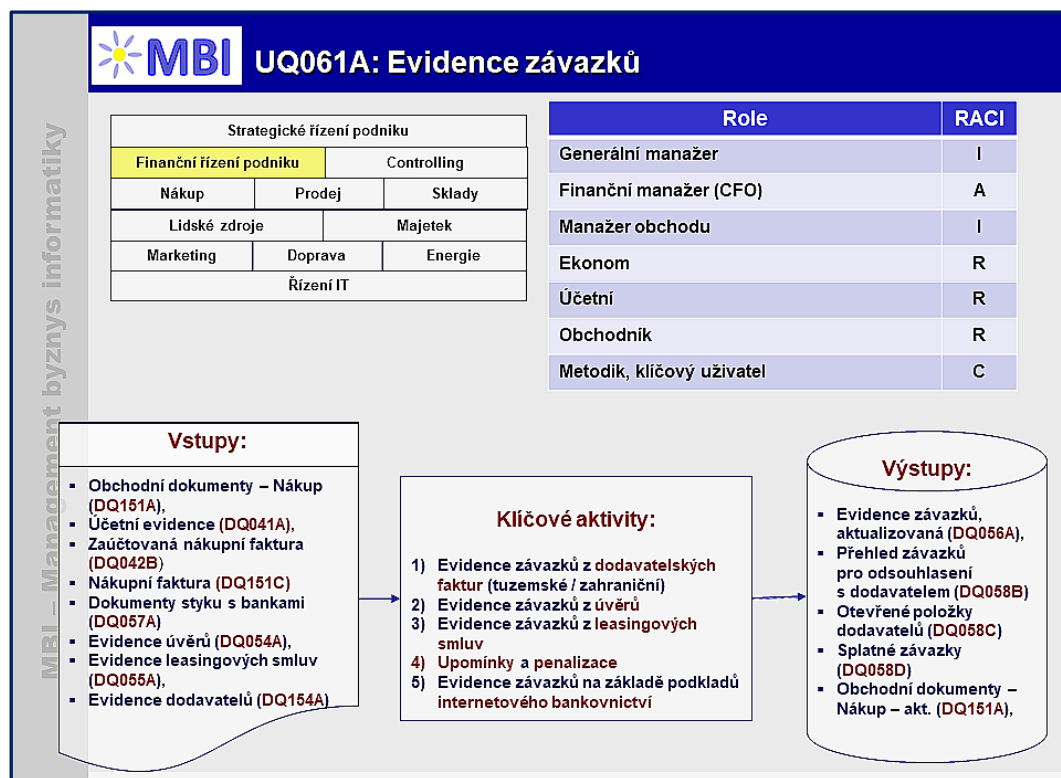 MBI
UQ061A: Evidence závazků
MBI – Management byznys informatiky
Strategické řízení podniku
Finanční řízení podniku
Controlling
Nákup
Prodej
Sklady
Lidské zdroje
Majetek
Marketing
Doprava
Energie
Řízení IT
Role RACI
Generální manažer I
Finanční manažer (CFO) A
Manažer obchodu I
Ekonom R
Účetní R
Obchodník R
Metodik, klíčový uživatel C
Vstupy:
▪ Obchodní dokumenty – Nákup
(DQ151A),
▪ Účetní evidence (DQ041A),
▪ Zaúčtovaná nákupní faktura
(DQ042B)
▪ Nákupní faktura (DQ151C)
▪ Dokumenty styku s bankami
(DQ057A)
▪ Evidence úvěrů (DQ054A),
▪ Evidence leasingových smluv
(DQ055A),
▪ Evidence dodavatelů (DQ154A)
Klíčové aktivity:
1) Evidence závazků z dodavatelských
faktur (tuzemské / zahraniční)
2) Evidence závazků z úvěrů
3) Evidence závazků z leasingových
smluv
4) Upomínky a penalizace
5) Evidence závazků na základě podkladů
internetového bankovnictví
Výstupy:
▪ Evidence závazků,
aktualizovaná (DQ056A),
▪ Přehled závazků
pro odsouhlasení
s dodavatelem (DQ058B)
▪ Otevřené položky
dodavatelů (DQ058C)
▪ Splatné závazky
(DQ058D)
▪ Obchodní dokumenty –
Nákup – akt. (DQ151A),